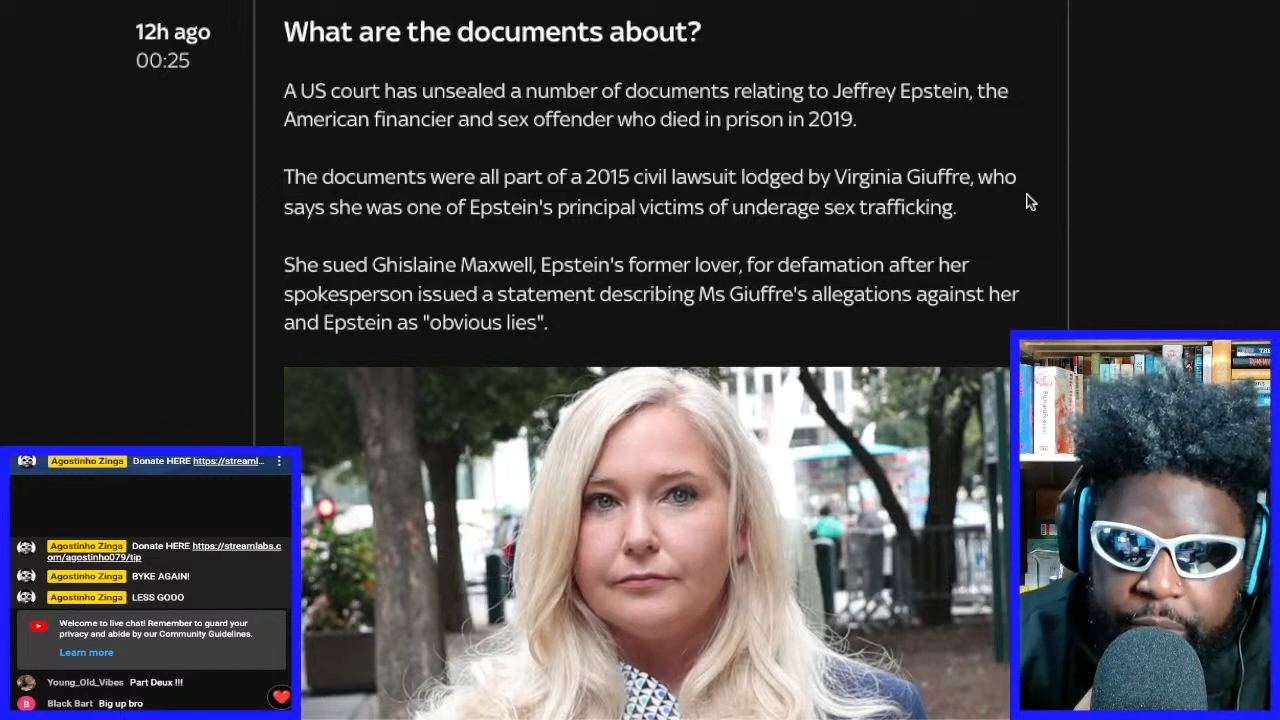 12h ago
00:25
What are the documents about?
A US court has unsealed a number of documents relating to Jeffrey Epstein, the
American financier and sex offender who died in prison in 2019.
The documents were all part of a 2015 civil lawsuit lodged by Virginia Giuffre, who
says she was one of Epstein's principal victims of underage sex trafficking.
She sued Ghislaine Maxwell, Epstein's former lover, for defamation after her
spokesperson issued a statement describing Ms Giuffre's allegations against her
and Epstein as "obvious lies".
Agostinho Zinga Donate HERE https://streaml...
Agostinho Zinga Donate HERE https://streamlabs.c
om/agostinho079/tip
Agostinho Zinga BYKE AGAIN!
Agostinho Zinga LESS GOOO
Welcome to live chat! Remember to guard your
privacy and abide by our Community Guidelines.
Learn more
Young_Old_Vibes Part Deux !!!
B Black Bart Big up bro